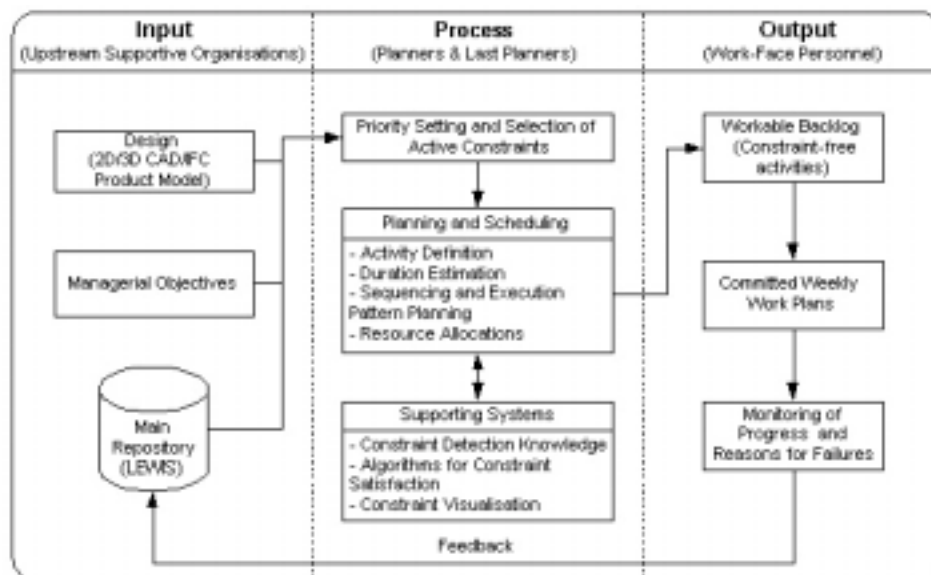 Input
(Upstream Supportive Organisations)
Process
(Planners & Last Planners)
Output
(Work-Face Personnel)
Design
(2D/3D CAD/IFC
Product Model)
Managerial Objectives
Main
Repository
(LEWIS)
Priority Setting and Selection of
Active Constraints
Planning and Scheduling
- Activity Definition
- Duration Estimation
- Sequencing and Execution
Pattern Planning
- Resource Allocations
Supporting Systems
- Constraint Detection Knowledge
- Algorithms for Constraint
Satisfaction
- Constraint Visualisation
Workable Backlog
(Constraint-free
activities)
Committed Weekly
Work Plans
Monitoring of
Progress and
Reasons for Failures
Feedback